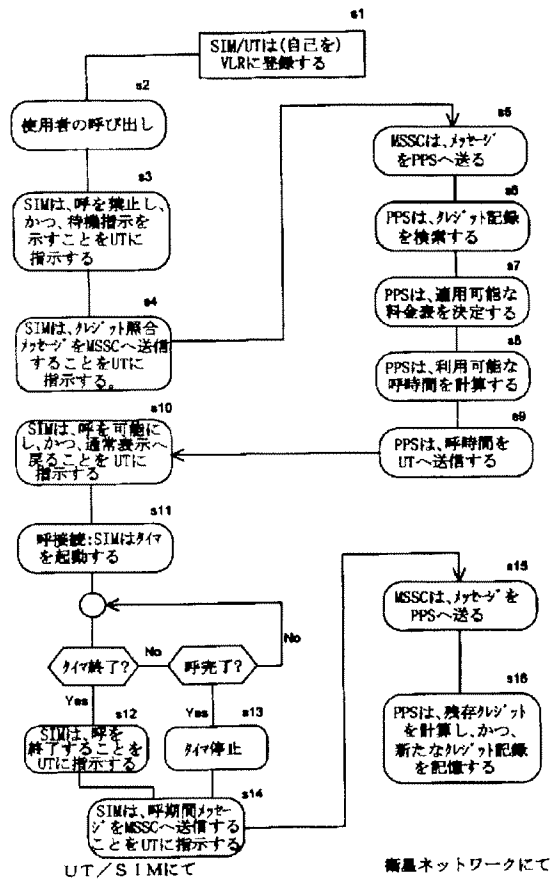 s1
SIM/UTは(自己を)
VLRに登録する
s2
使用者の呼び出し
s3
SIMは、呼を禁止し、
かつ、待機指示を
示すことをUTに
指示する
s4
SIMは、クレジット照合
メッセージをMSSCへ送信
することをUTに
指示する。
s5
MSSCは、メッセージ
をPPSへ送る
s6
PPSは、クレジット記録
を検索する
s7
PPSは、適用可能な
料金表を決定する
s8
PPSは、利用可能な
呼時間を計算する
s9
PPSは、呼時間を
UTへ送信する
s10
SIMは、呼を可能に
し、かつ、通常表示へ
戻ることをUTに
指示する
s11
呼接続:SIMはタイマ
を起動する
タイマ終了?
No
呼完了?
No
Yes
s12
SIMは、呼を
終了することを
UTに指示する
Yes
s13
タイマ停止
s14
SIMは、呼期間メッセー
ジをMSSCへ送信する
ことをUTに指示する
UT/SIMにて
s15
MSSCは、メッセージを
PPSへ送る
s16
PPSは、残存クレジット
を計算し、かつ、
新たなクレジット記録
を記憶する
衛星ネットワークにて